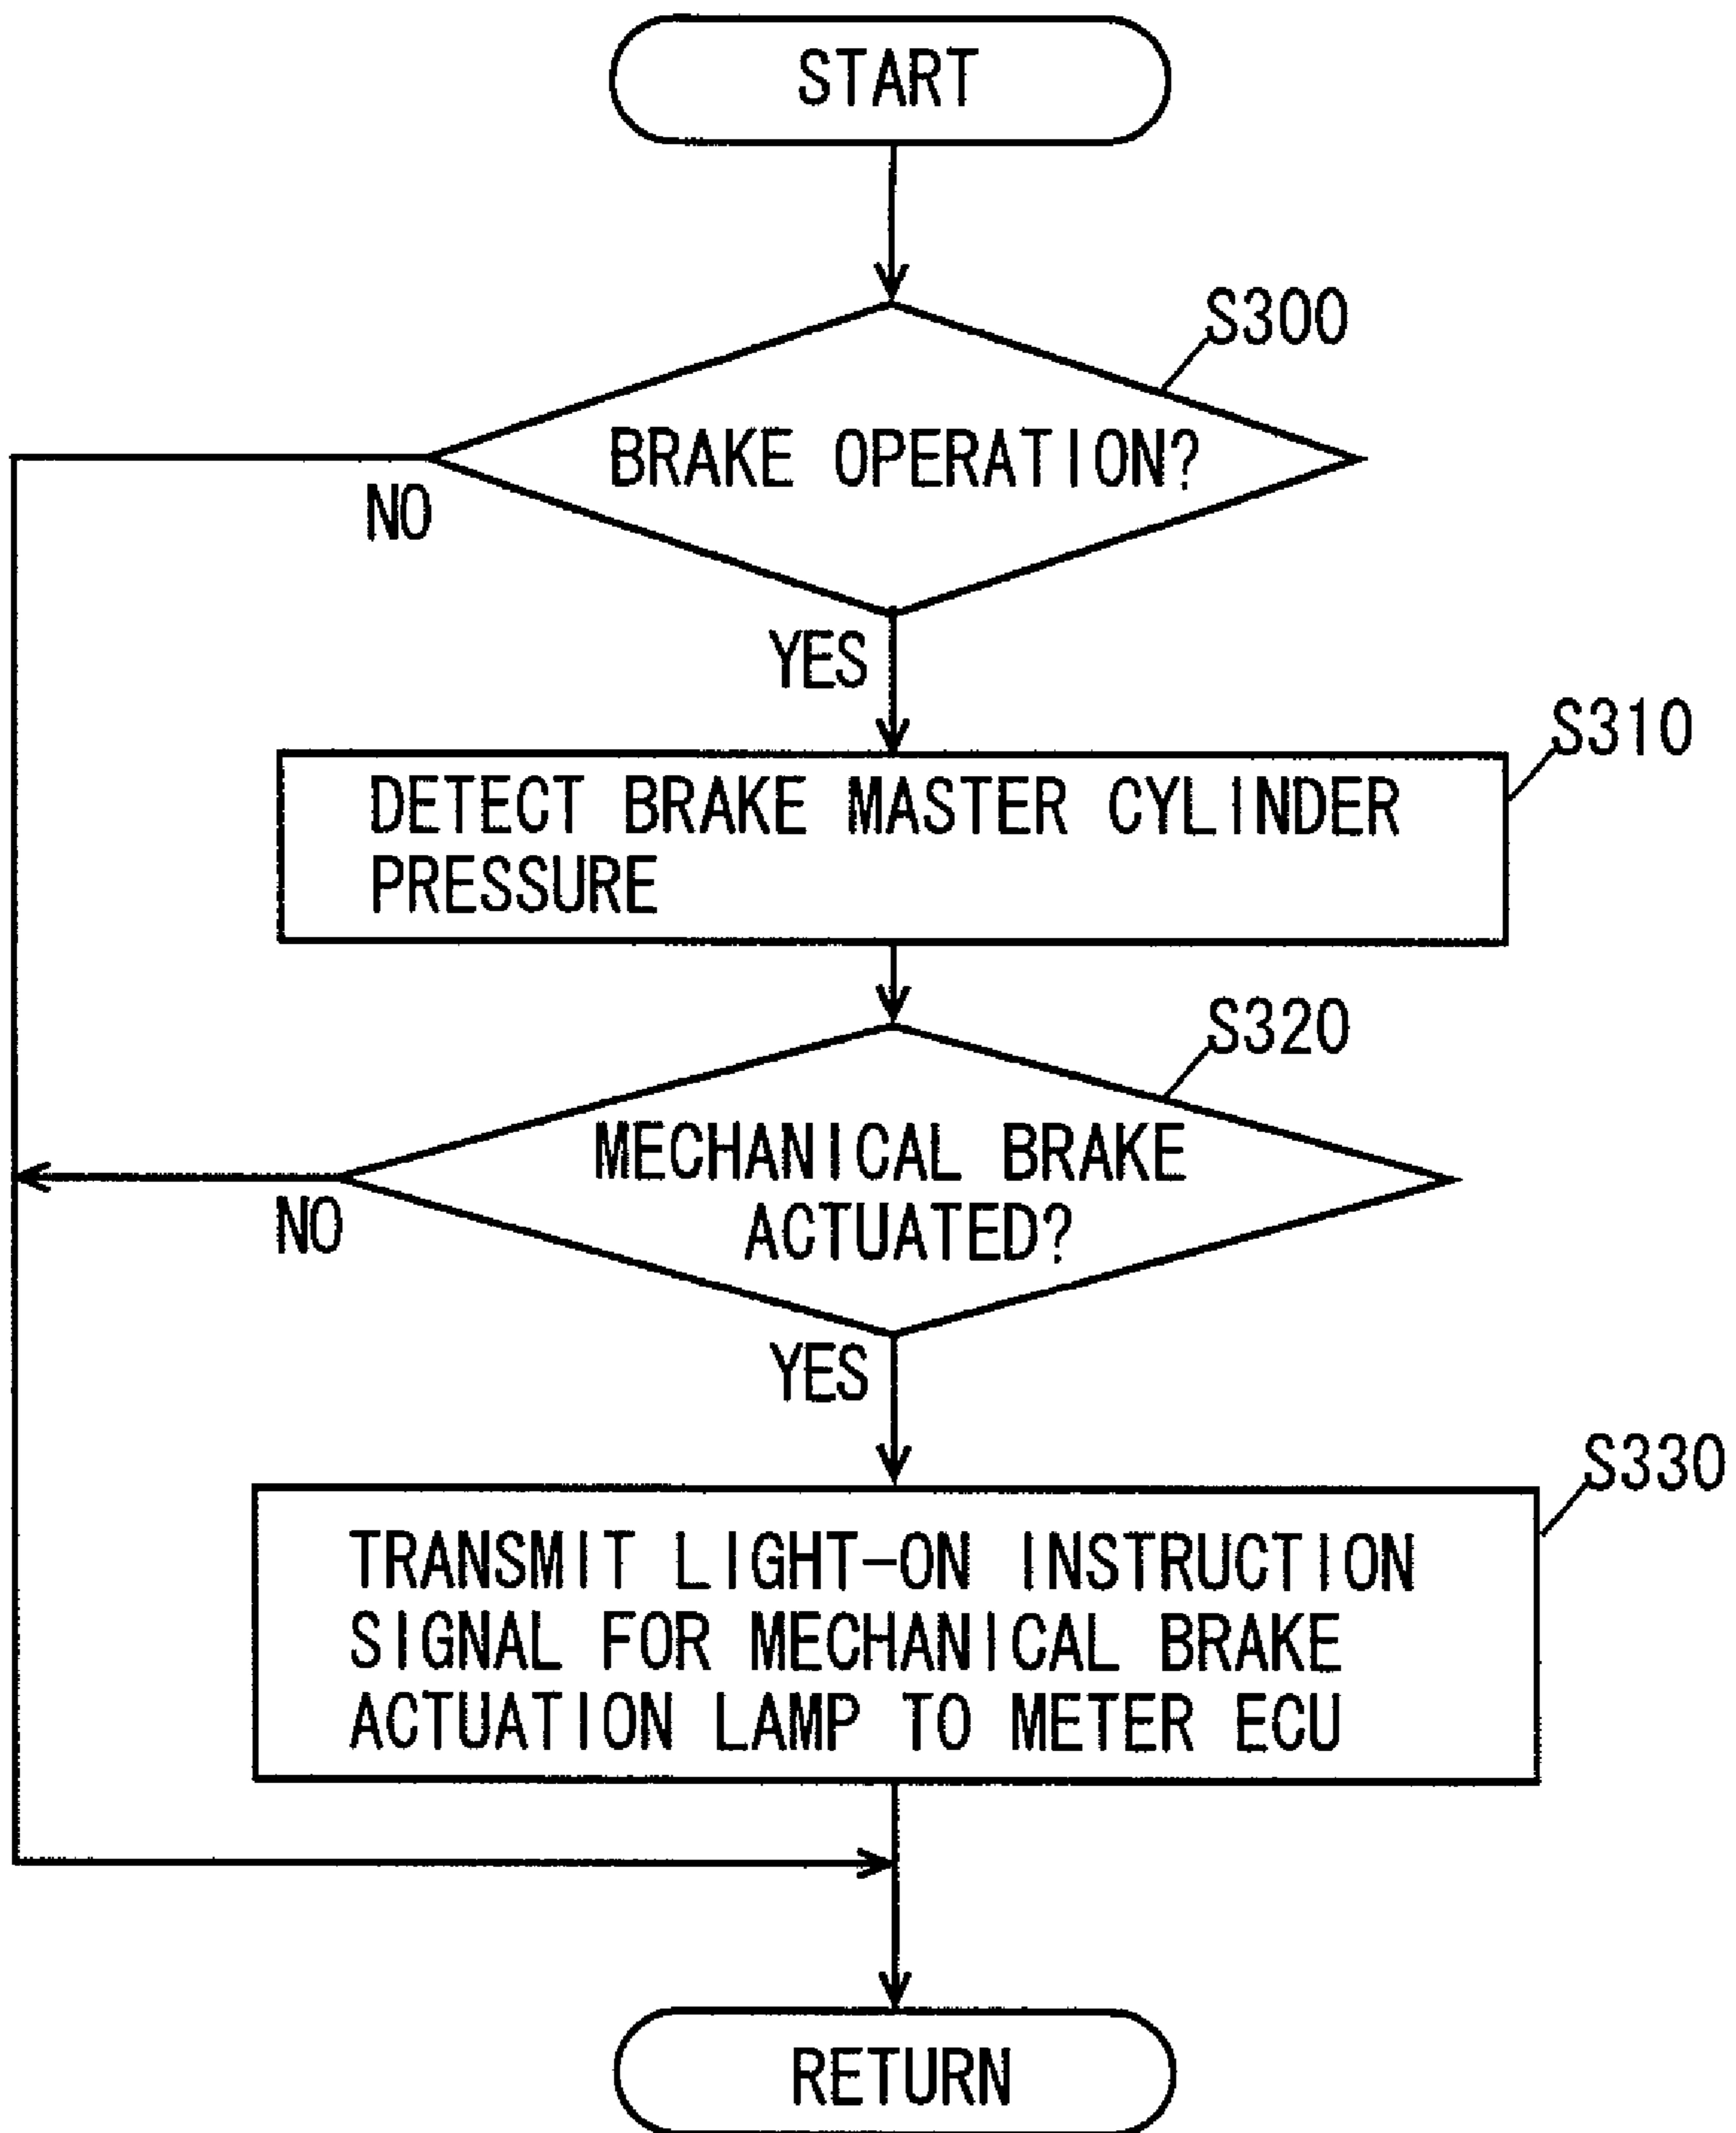 START
S300
BRAKE OPERATION?
NO
YES
S310
DETECT BRAKE MASTER CYLINDER
PRESSURE
S320
MECHANICAL BRAKE
ACTUATED?
NO
YES
S330
TRANSMIT LIGHT-ON INSTRUCTION
SIGNAL FOR MECHANICAL BRAKE
ACTUATION LAMP TO METER ECU
RETURN